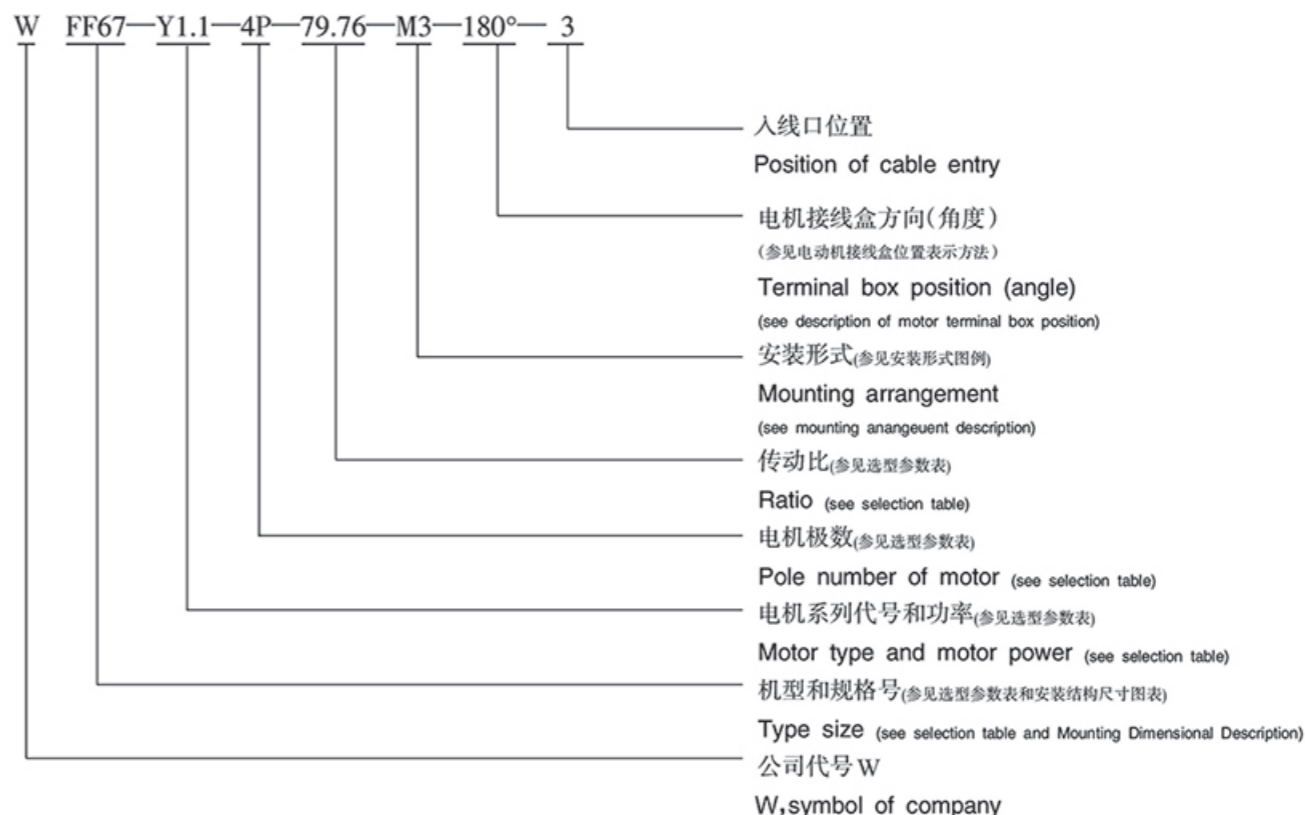 W FF67—Y1.1—4P—79.76—M3—180°—3
入线口位置
Position of cable entry
电机接线盒方向(角度)
(参见电动机接线盒位置表示方法)
Terminal box position (angle)
(see description of motor terminal box position)
安装形式(参见安装形式图例)
Mounting arrangement
(see mounting anangeuent description)
传动比(参见选型参数表)
Ratio (see selection table)
电机极数(参见选型参数表)
Pole number of motor (see selection table)
电机系列代号和功率(参见选型参数表)
Motor type and motor power (see selection table)
机型和规格号(参见选型参数表和安装结构尺寸图表)
Type size (see selection table and Mounting Dimensional Description)
公司代号W
W,symbol of company